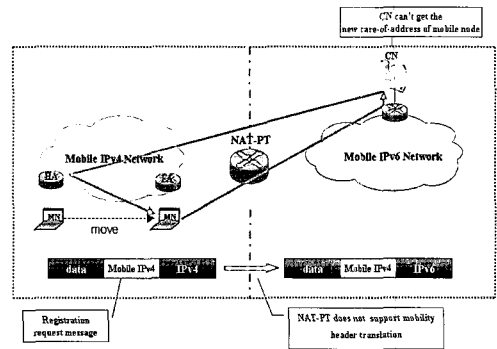 CN can't get the
new care-of-address of mobile node
CN
NAT-PT
Mobile IPv4 Network
Mobile IPv6 Network
HA
FA
MN
MN
move
data
Mobile IPv4
IPv4
data
Mobile IPv4
IPv6
Registration
request message
NAT-PT does not support mobility
header translation